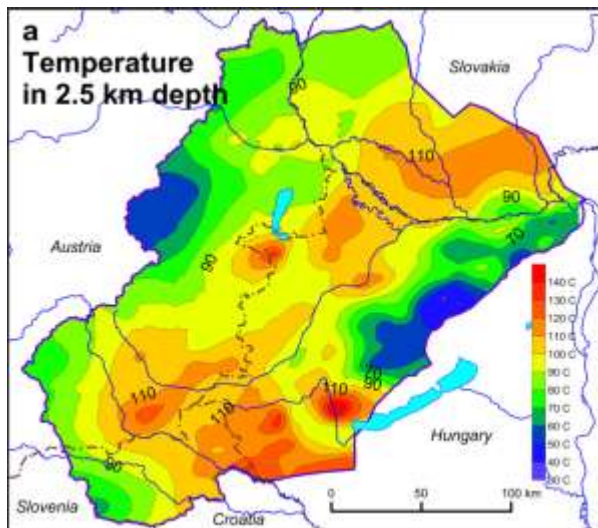 a
Temperature
in 2.5 km depth
Slovakia
90
110
90
70
Austria
90
140 C
130 C
120 C
110 C
100 C
90 C
80 C
70 C
60 C
50 C
40 C
30 C
70
90
110
110
110
Hungary
90
0 50 100 km
Slovenia
Croatia